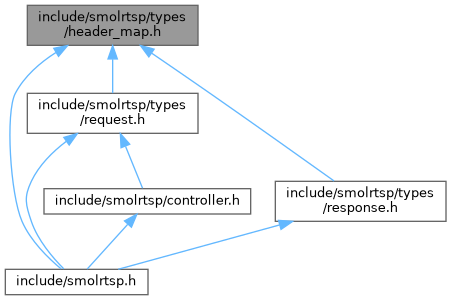 include/smolrtsp/types
/header_map.h
include/smolrtsp/types
/request.h
include/smolrtsp/controller.h
include/smolrtsp/types
/response.h
include/smolrtsp.h